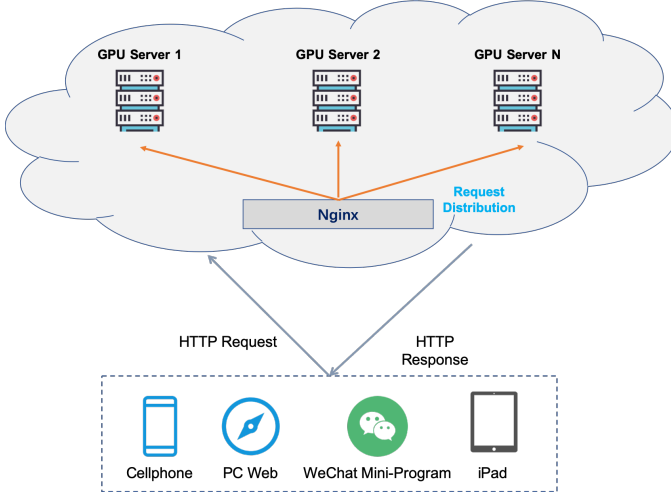 GPU Server 1
GPU Server 2
GPU Server N
Request
Distribution
Nginx
HTTP Request
HTTP
Response
Cellphone
PC Web
WeChat Mini-Program
iPad